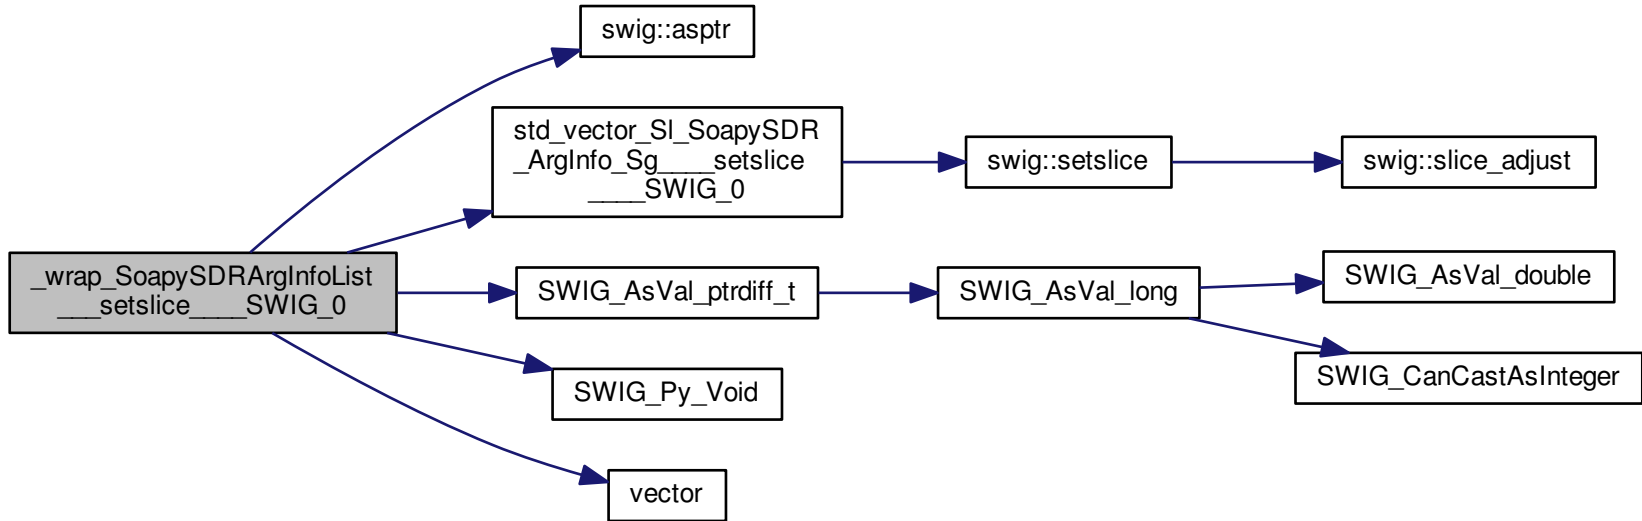 swig::asptr
std_vector_Sl_SoapySDR
_ArgInfo_Sg____setslice
____SWIG_0
swig::setslice
swig::slice_adjust
_wrap_SoapySDRArgInfoList
___setslice____SWIG_0
SWIG_AsVal_ptrdiff_t
SWIG_AsVal_long
SWIG_AsVal_double
SWIG_CanCastAsInteger
SWIG_Py_Void
vector